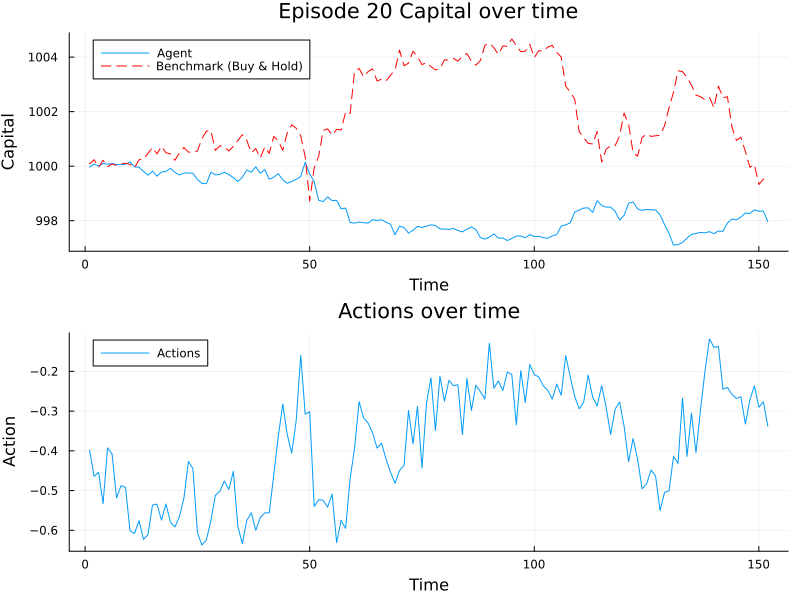 Episode 20 Capital over time
Agent
Benchmark (Buy & Hold)
1004
1002
1000
998
Capital
0
50
100
150
Time
Actions over time
Actions
−0.2
−0.3
−0.4
−0.5
−0.6
Action
0
50
100
150
Time